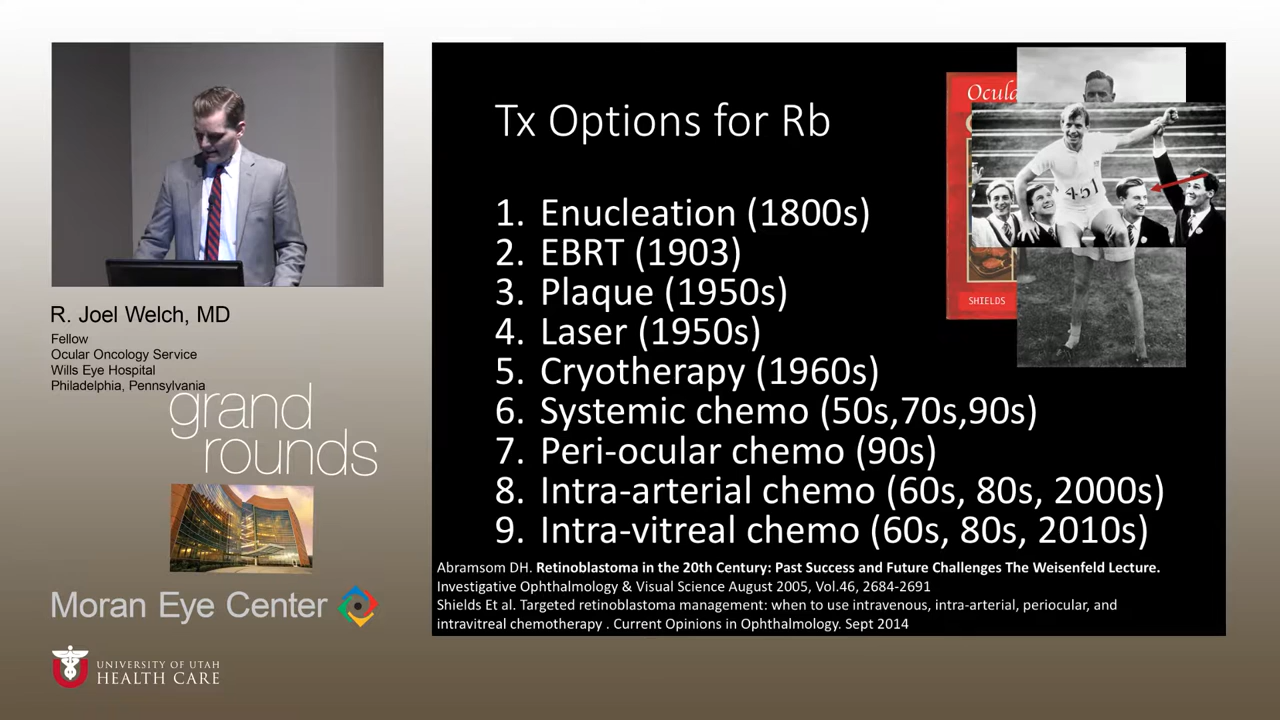 R. Joel Welch, MD
Fellow
Ocular Oncology Service
Wills Eye Hospital
Philadelphia, Pennsylvania
grand
rounds
Moran Eye Center
UNIVERSITY OF UTAH
HEALTH CARE
Tx Options for Rb
1. Enucleation (1800s)
2. EBRT (1903)
3. Plaque (1950s)
4. Laser (1950s)
5. Cryotherapy (1960s)
6. Systemic chemo (50s,70s,90s)
7. Peri-ocular chemo (90s)
8. Intra-arterial chemo (60s, 80s, 2000s)
9. Intra-vitreal chemo (60s, 80s, 2010s)
Abramsom DH. Retinoblastoma in the 20th Century: Past Success and Future Challenges The Weisenfeld Lecture.
Investigative Ophthalmology & Visual Science August 2005, Vol.46, 2684-2691
Shields Et al. Targeted retinoblastoma management: when to use intravenous, intra-arterial, periocular, and
intravitreal chemotherapy . Current Opinions in Ophthalmology. Sept 2014
Ocula
451
SHIELDS